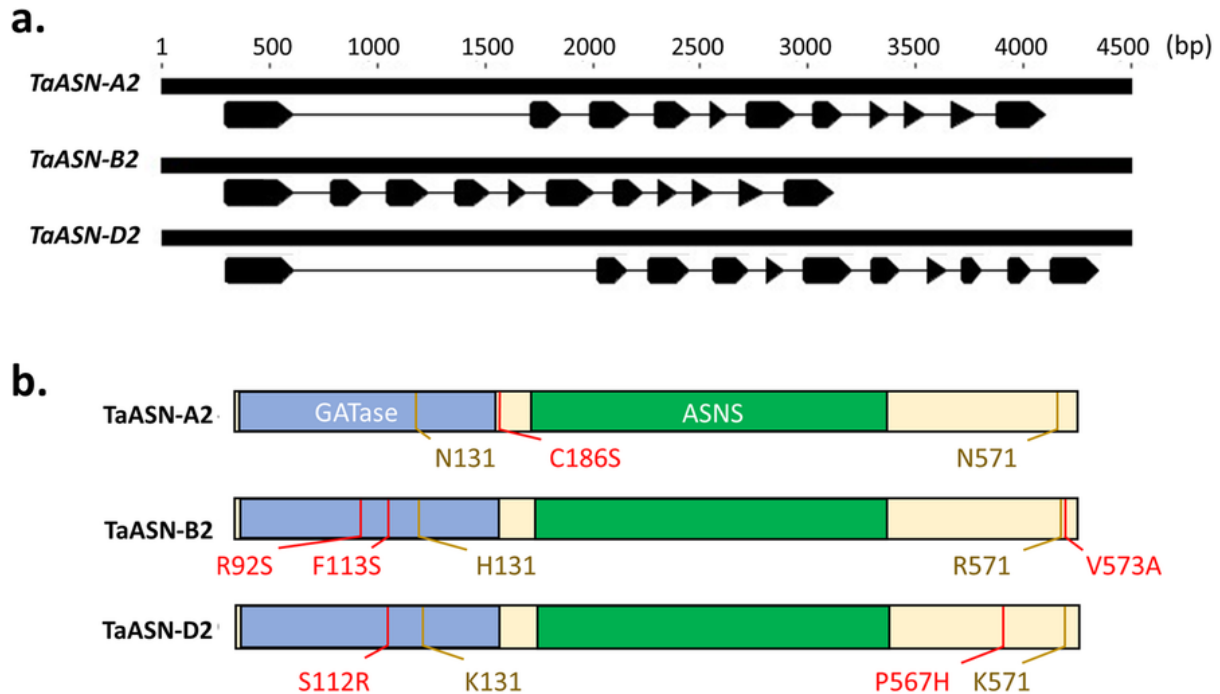 a.
1 500 1000 1500 2000 2500 3000 3500 4000 4500 (bp)
TaASN-A2
TaASN-B2
TaASN-D2
b.
TaASN-A2 GATase ASNS
N131 C186S N571
TaASN-B2
R92S F113S H131 R571 V573A
TaASN-D2
S112R K131 P567H K571